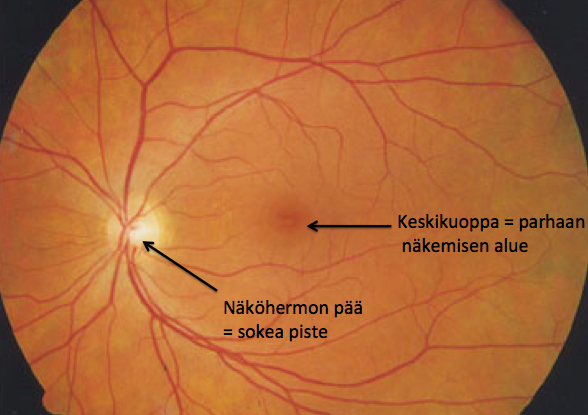 Keskikuoppa = parhaan
näkemisen alue
Näköhermon pää
= sokea piste